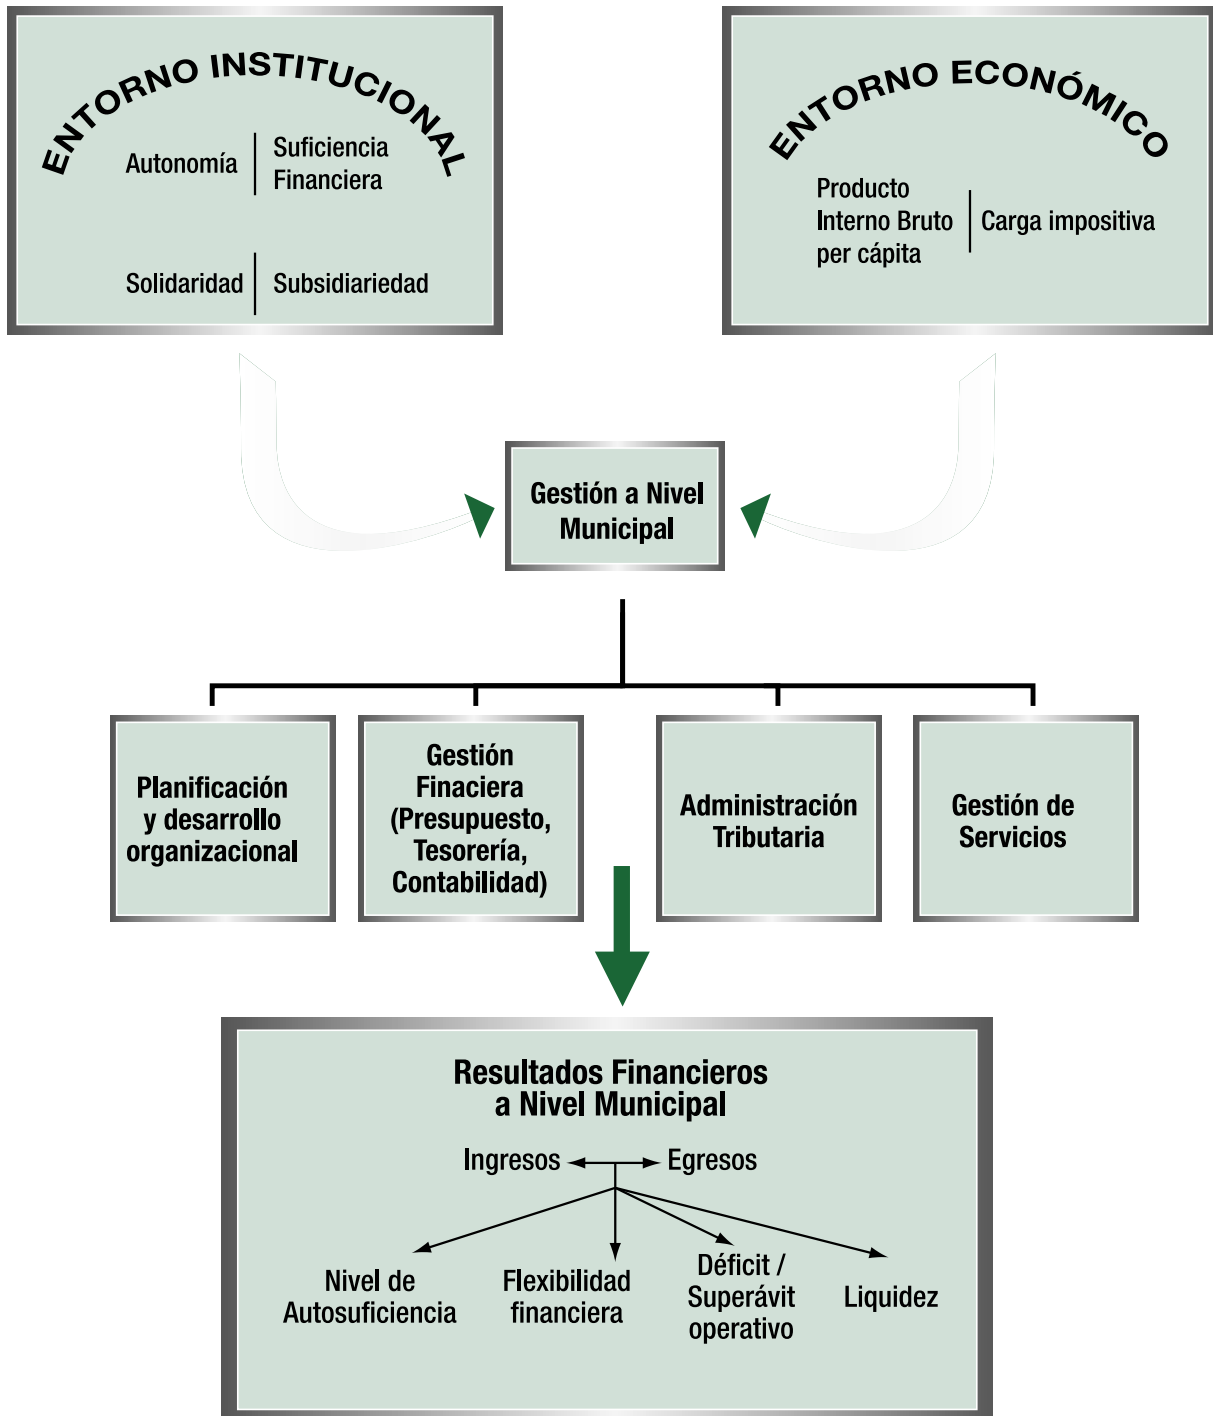 ENTORNO INSTITUCIONAL
Autonomía
Suficiencia
Financiera
Solidaridad
Subsidiariedad
ENTORNO ECONÓMICO
Producto
Interno Bruto
per cápita
Carga impositiva
Gestión a Nivel
Municipal
Planificación
y desarrollo
organizacional
Gestión
Finaciera
(Presupuesto,
Tesorería,
Contabilidad)
Administración
Tributaria
Gestión de
Servicios
Resultados Financieros
a Nivel Municipal
Ingresos
Egresos
Nivel de
Autosuficiencia
Flexibilidad
financiera
Déficit /
Superávit
operativo
Liquidez